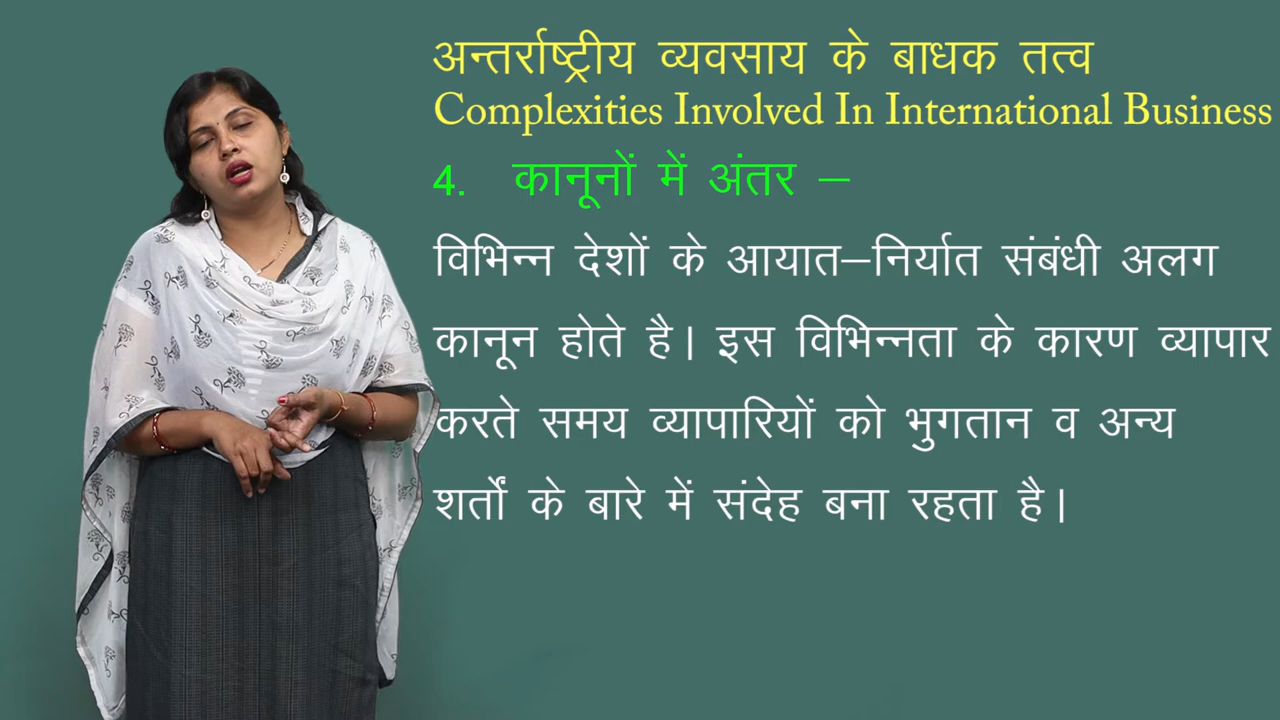 अन्तर्राष्ट्रीय व्यवसाय के बाधक तत्व
Complexities Involved In International Business
4. कानूनों में अंतर –
विभिन्न देशों के आयात–निर्यात संबंधी अलग
कानून होते है। इस विभिन्नता के कारण व्यापार
करते समय व्यापारियों को भुगतान व अन्य
शर्तों के बारे में संदेह बना रहता है।